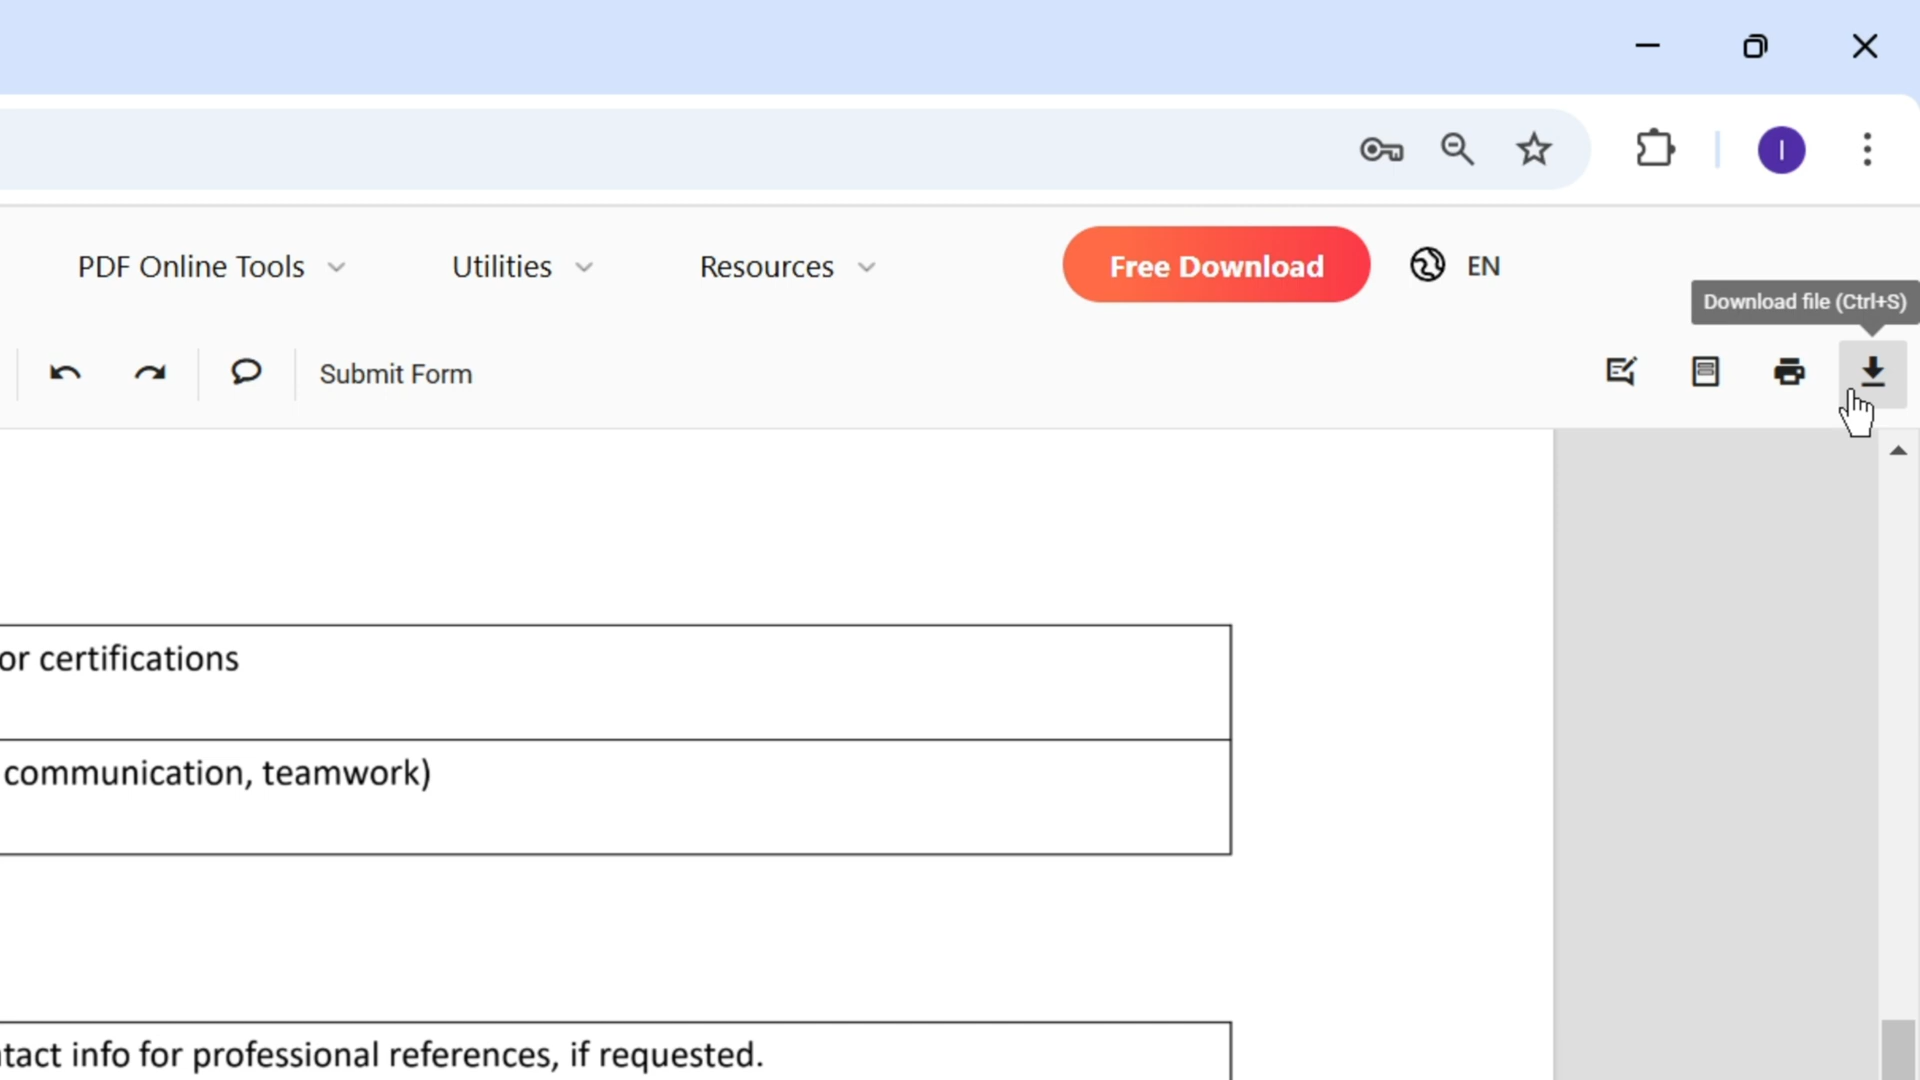 I
PDF Online Tools
Utilities
Resources
Free Download
EN
Download file (Ctrl+S)
Submit Form
or certifications
communication, teamwork)
tact info for professional references, if requested.